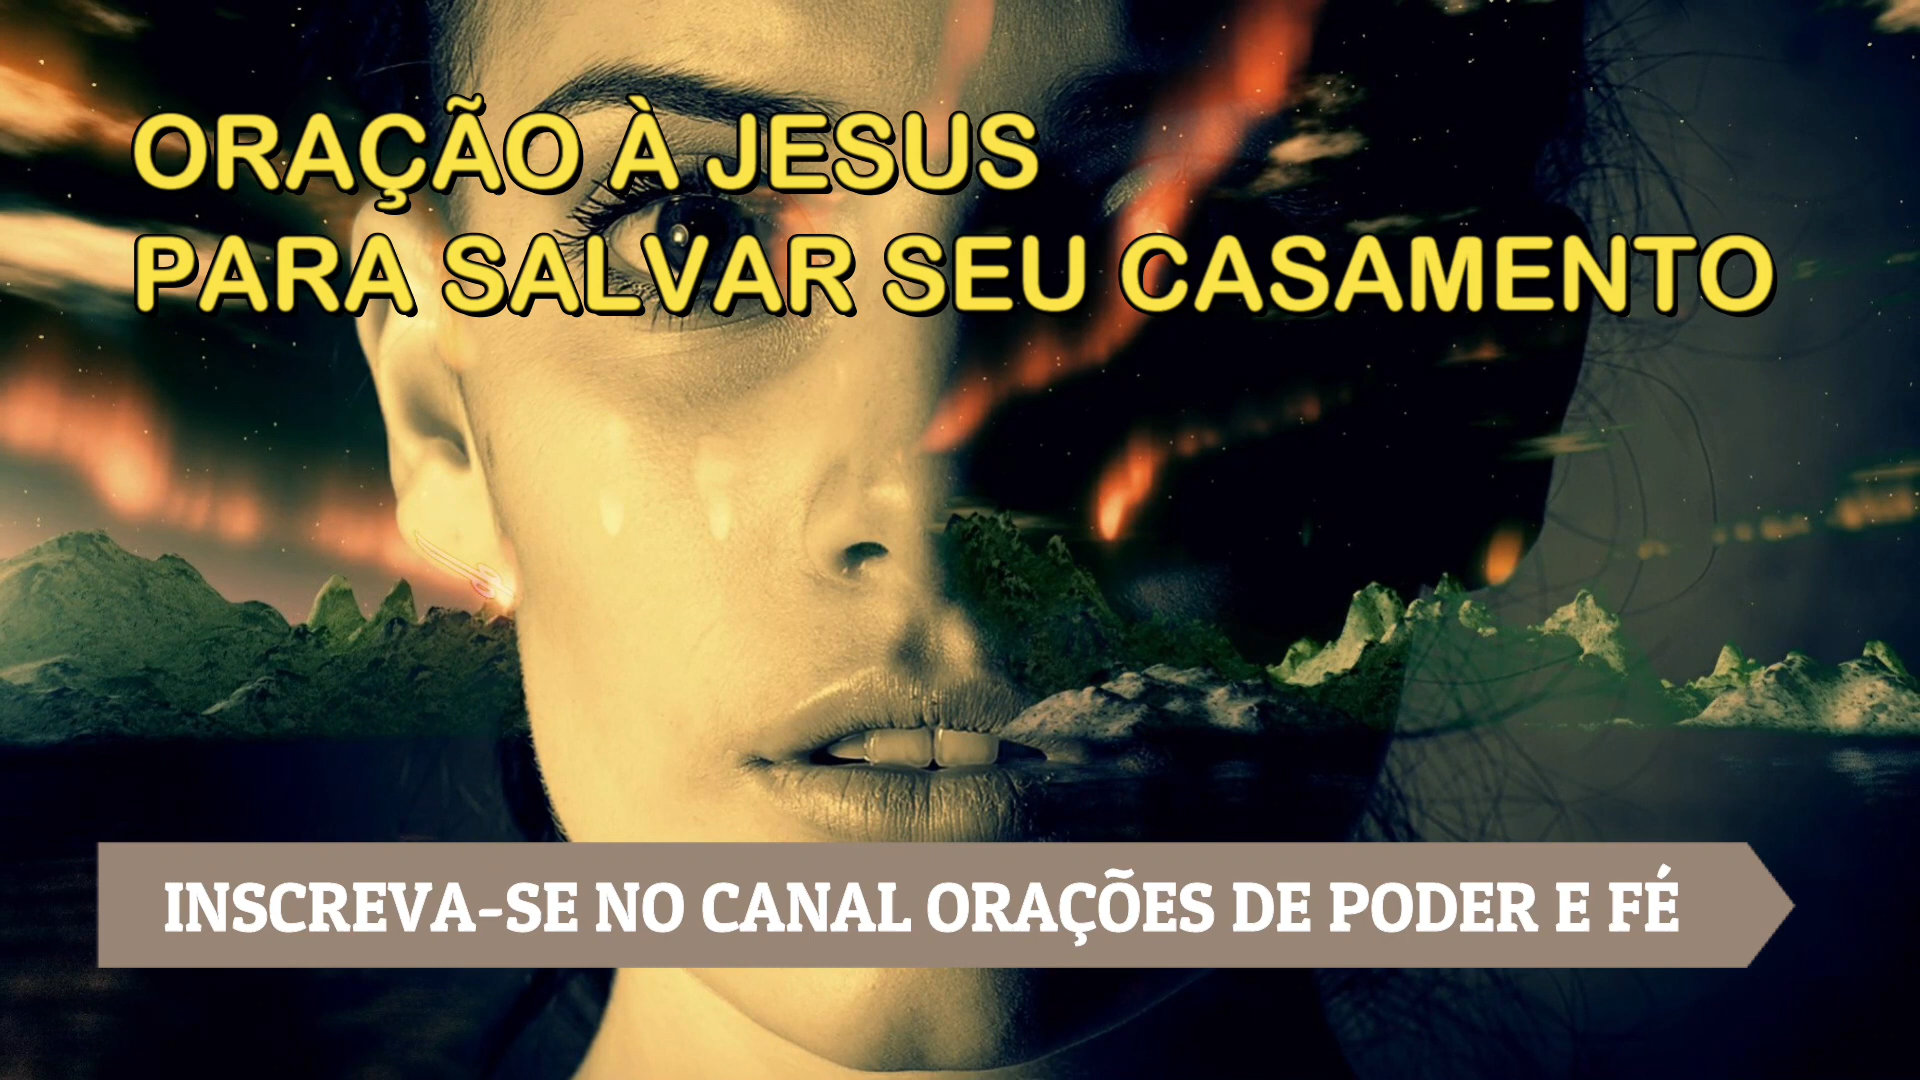 ORAÇÃO À JESUS
PARA SALVAR SEU CASAMENTO
INSCREVA-SE NO CANAL ORAÇÕES DE PODER E FÉ